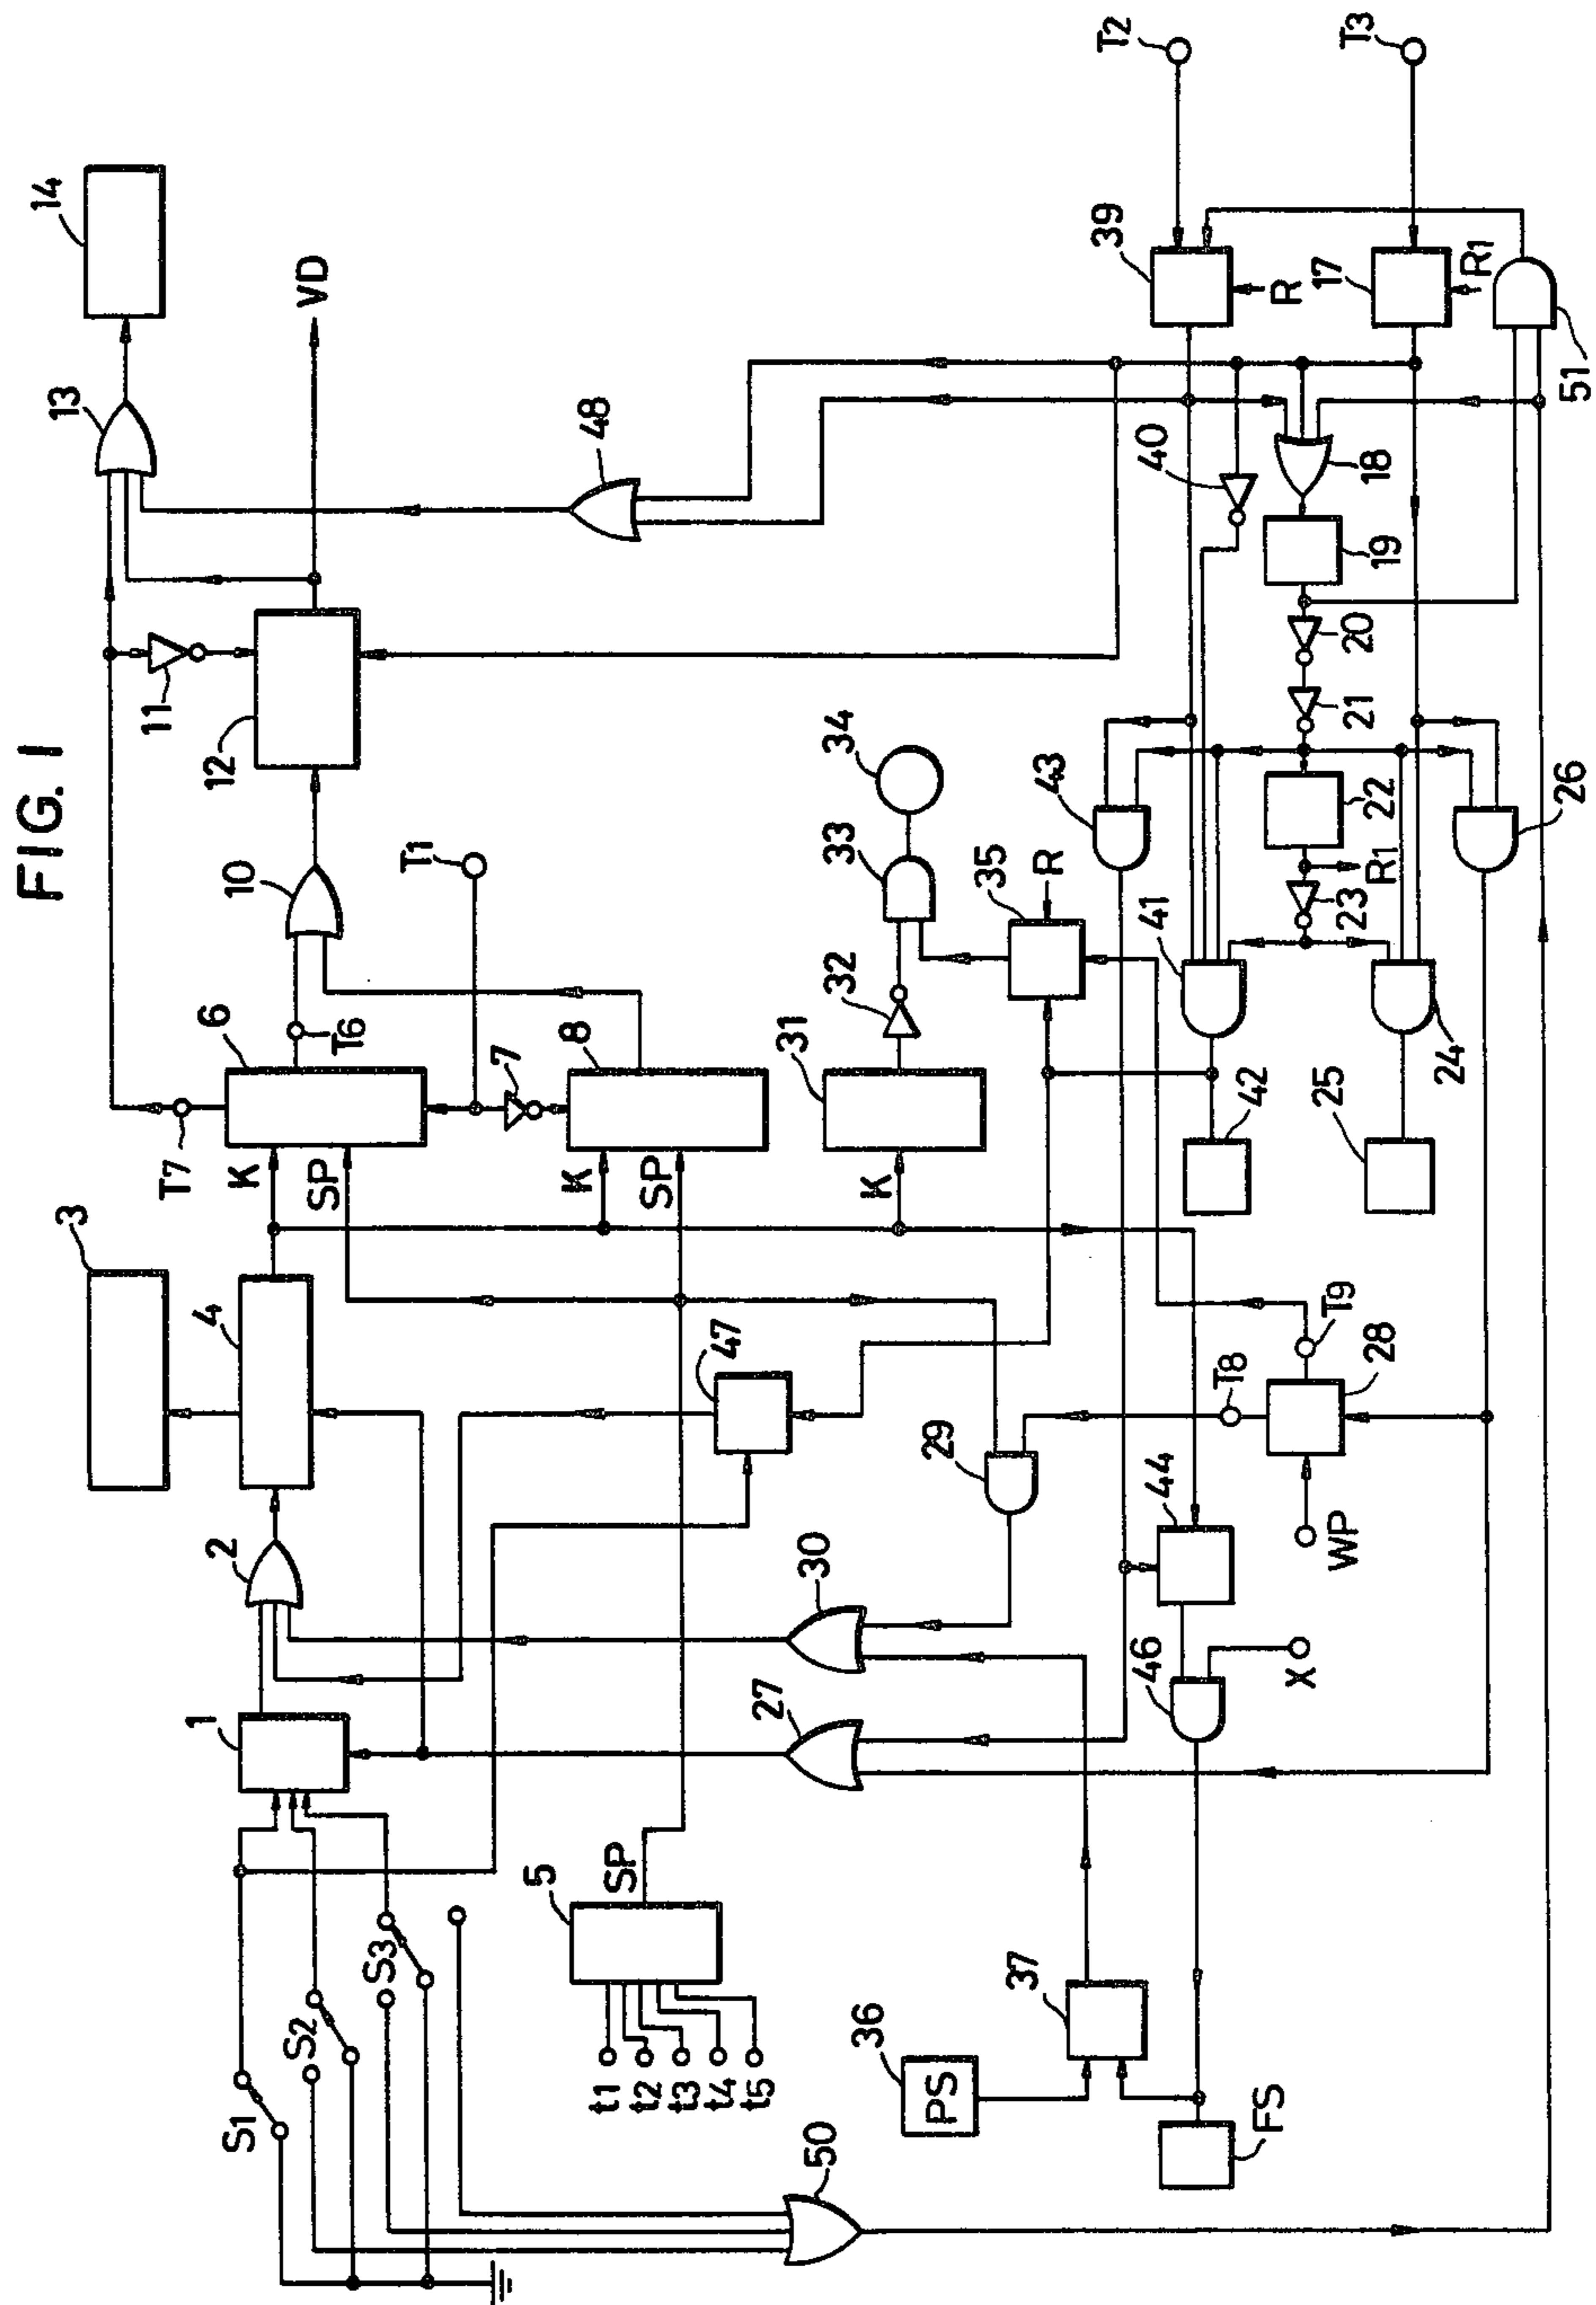 FIG. 1
14
13
VD
T2
T3
39
17
R
R1
51
48
40
18
19
11
12
20
21
34
43
22
26
10
T1
33
35
R
R1
41
23
6
T6
7
8
32
31
24
T7
K
SP
K
SP
K
42
25
3
4
47
T9
T8
28
29
44
WP
2
30
1
27
46
X
5
SP
S3
S2
S1
t1
t2
t3
t4
t5
36
PS
37
FS
50